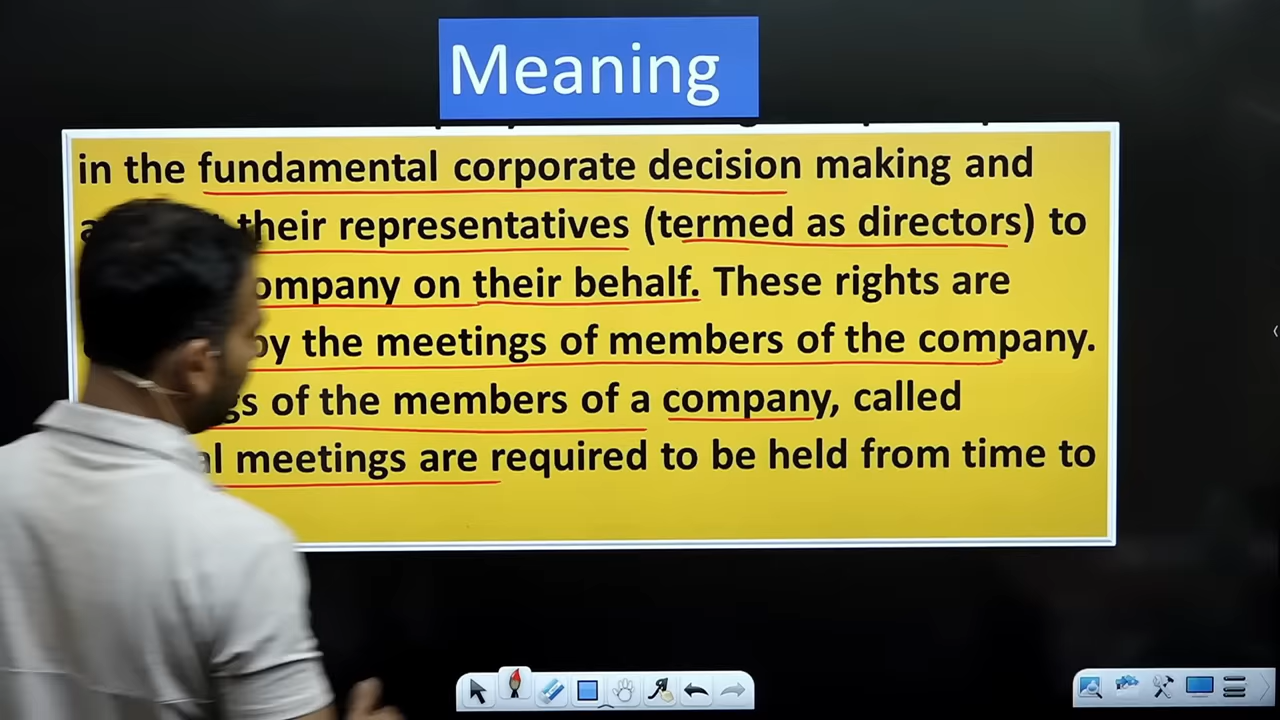 Meaning
in the fundamental corporate decision making and
their representatives (termed as directors) to
on their behalf. These rights are
by the meetings of members of the company.
of the members of a company, called
meetings are required to be held from time to